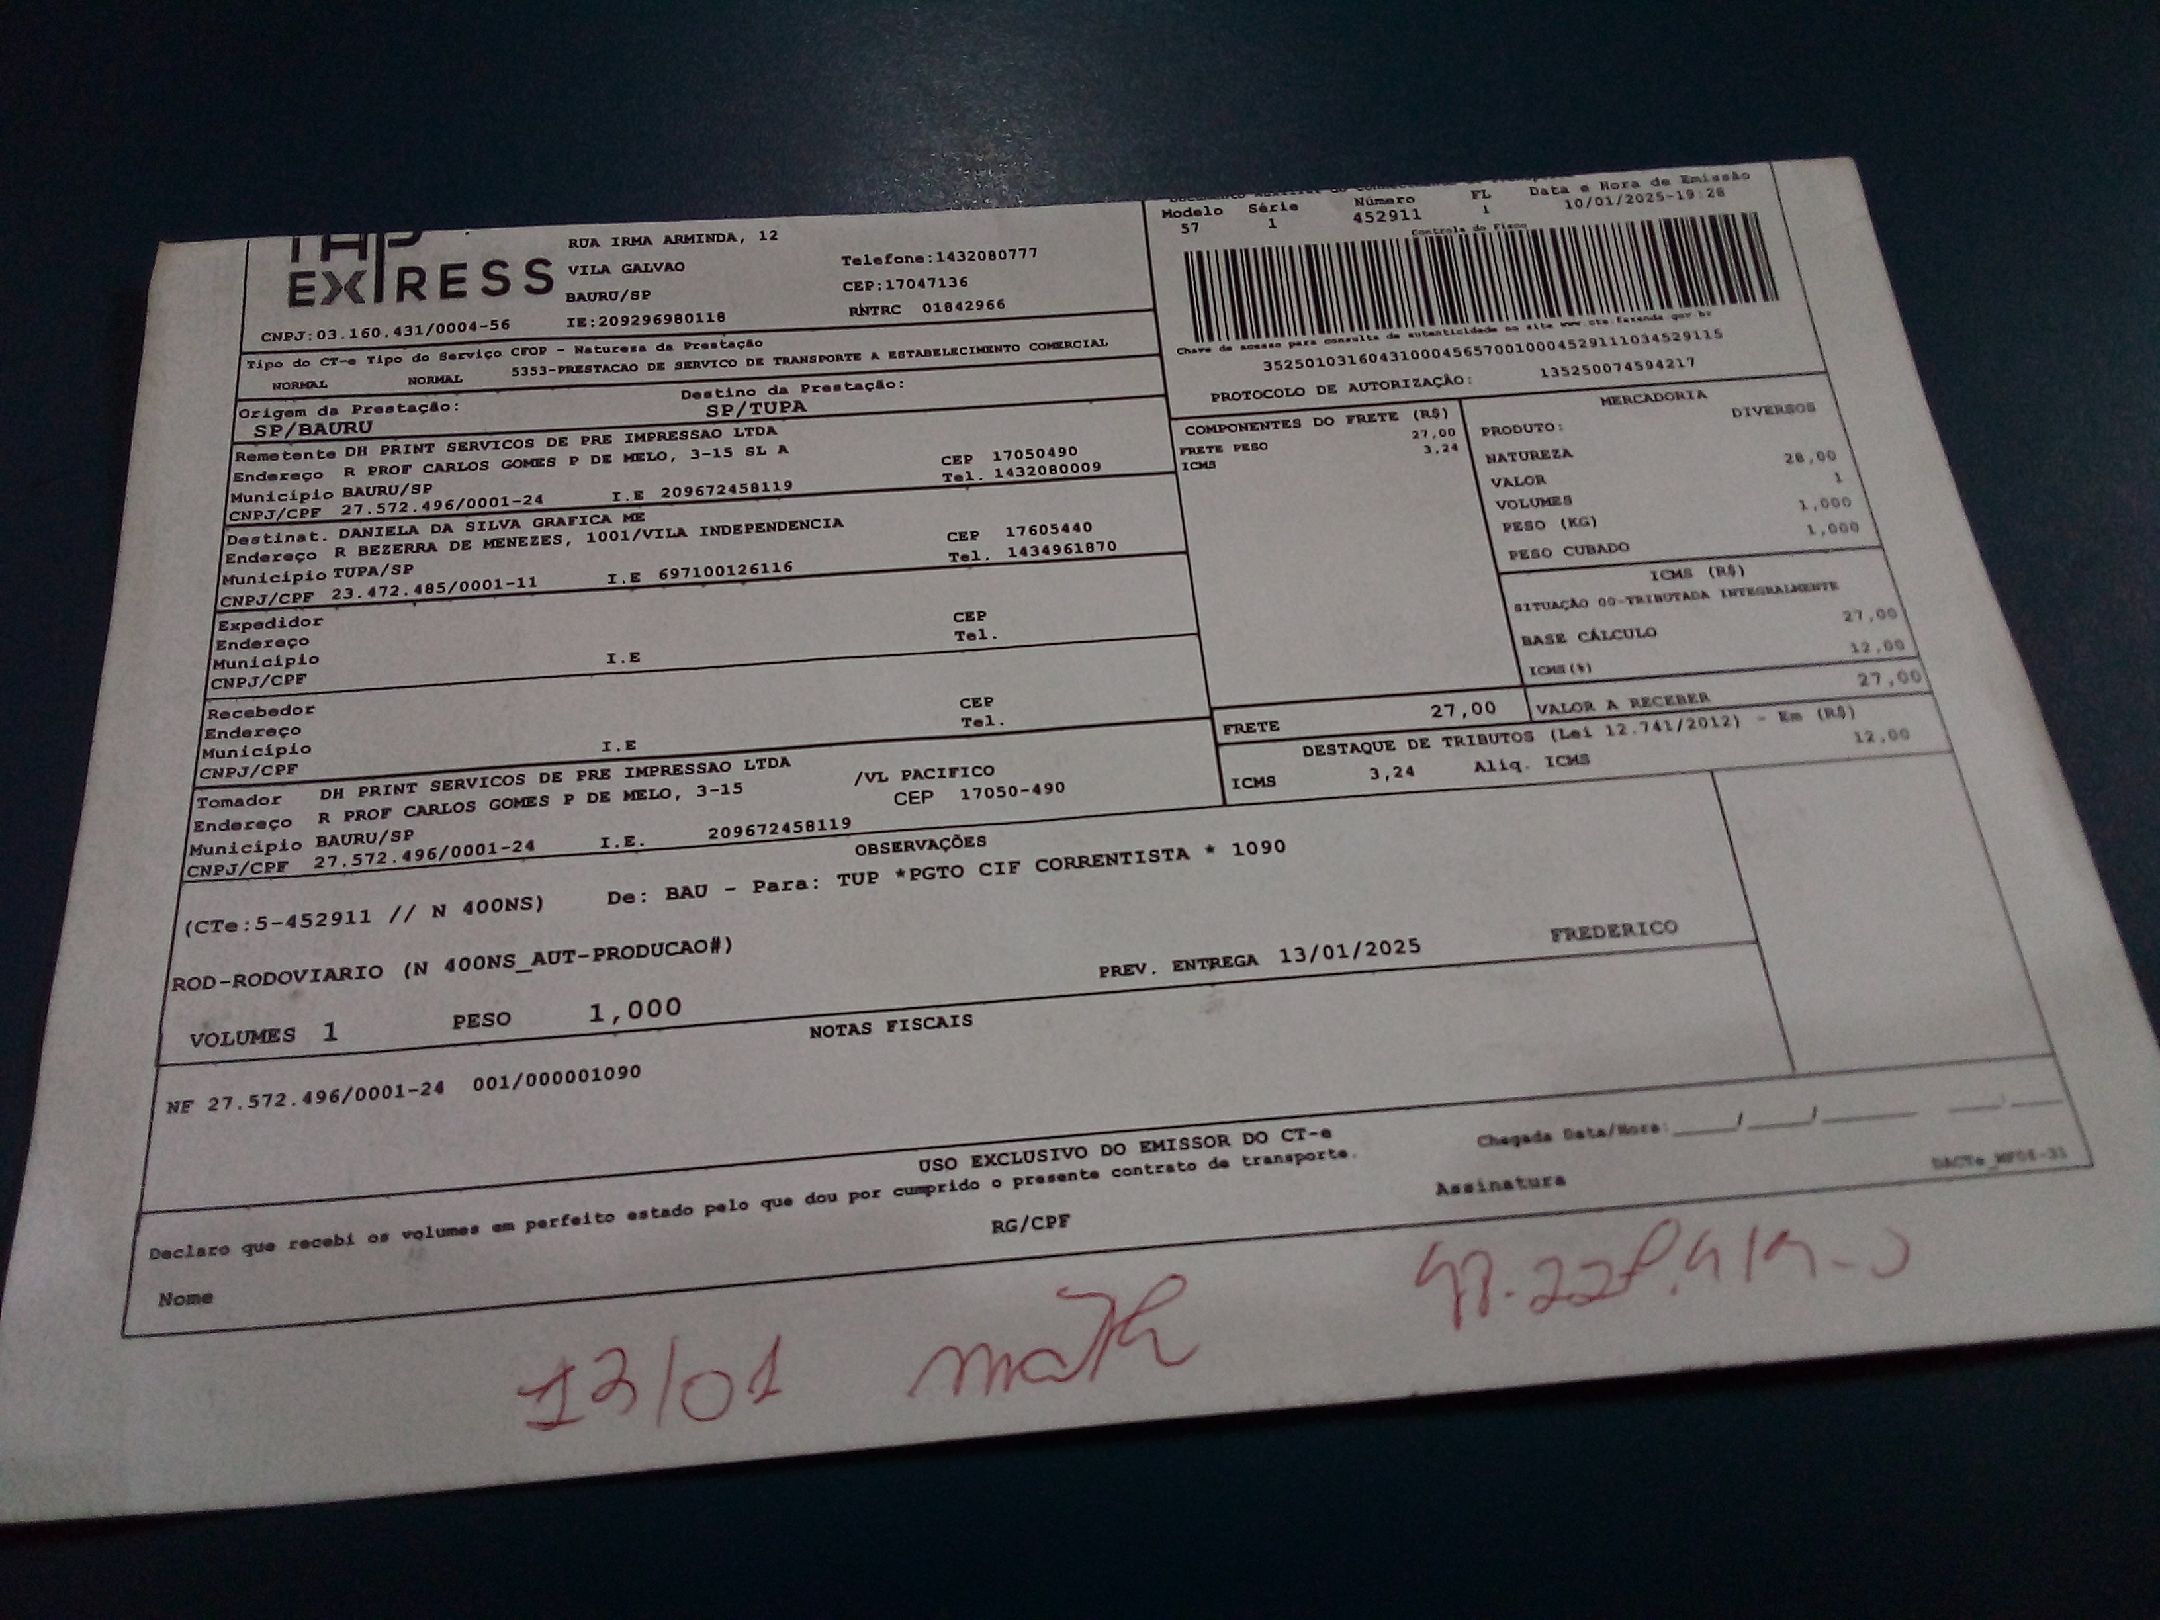 EXPRESS
RUA IRMA ARMINDA, 12
VILA GALVAO
BAURU/SP
Telefone:1432080777
CEP:17047136
CNPJ:03.160.431/0004-56 IE:209296980118 RNTRC 01842966
Modelo Série Número FL Data e Hora de Emissão
57 1 452911 1 10/01/2025-19:28
Controle do Fisco
Chave de acesso para consulta de autenticidade no site www.cte.fazenda.gov.br
35250103160431000456570010004529111034529115
PROTOCOLO DE AUTORIZAÇÃO: 135250074594217
Tipo do CT-e Tipo do Serviço CFOP - Natureza da Prestação
NORMAL NORMAL 5353-PRESTACAO DE SERVICO DE TRANSPORTE A ESTABELECIMENTO COMERCIAL
Origem da Prestação: Destino da Prestação:
SP/BAURU SP/TUPA
Remetente DH PRINT SERVICOS DE PRE IMPRESSAO LTDA
Endereço R PROF CARLOS GOMES P DE MELO, 3-15 SL A CEP 17050490
Município BAURU/SP Tel. 1432080009
CNPJ/CPF 27.572.496/0001-24 I.E 209672458119
Destinat. DANIELA DA SILVA GRAFICA ME
Endereço R BEZERRA DE MENEZES, 1001/VILA INDEPENDENCIA CEP 17605440
Município TUPA/SP Tel. 1434961870
CNPJ/CPF 23.472.485/0001-11 I.E 697100126116
Expedidor
Endereço CEP
Município Tel.
CNPJ/CPF I.E
Recebedor
Endereço CEP
Município Tel.
CNPJ/CPF I.E
Tomador DH PRINT SERVICOS DE PRE IMPRESSAO LTDA
Endereço R PROF CARLOS GOMES P DE MELO, 3-15 /VL PACIFICO
Município BAURU/SP CEP 17050-490
CNPJ/CPF 27.572.496/0001-24 I.E. 209672458119
COMPONENTES DO FRETE (R$)
FRETE PESO 27,00
ICMS 3,24
MERCADORIA
PRODUTO: DIVERSOS
NATUREZA
VALOR 28,00
VOLUMES 1
PESO (KG) 1,000
PESO CUBADO 1,000
ICMS (R$)
SITUAÇÃO 00-TRIBUTADA INTEGRALMENTE
BASE CÁLCULO 27,00
ICMS(%) 12,00
FRETE 27,00 VALOR A RECEBER 27,00
DESTAQUE DE TRIBUTOS (Lei 12.741/2012) - Em (R$)
ICMS 3,24 Aliq. ICMS 12,00
OBSERVAÇÕES
(CTe:5-452911 // N 400NS) De: BAU - Para: TUP *PGTO CIF CORRENTISTA * 1090
ROD-RODOVIARIO (N 400NS_AUT-PRODUCAO#)
PREV. ENTREGA 13/01/2025 FREDERICO
VOLUMES 1 PESO 1,000
NOTAS FISCAIS
NF 27.572.496/0001-24 001/000001090
USO EXCLUSIVO DO EMISSOR DO CT-e
Declaro que recebi os volumes em perfeito estado pelo que dou por cumprido o presente contrato de transporte.
Chegada Data/Hora:
Nome RG/CPF Assinatura
13/01